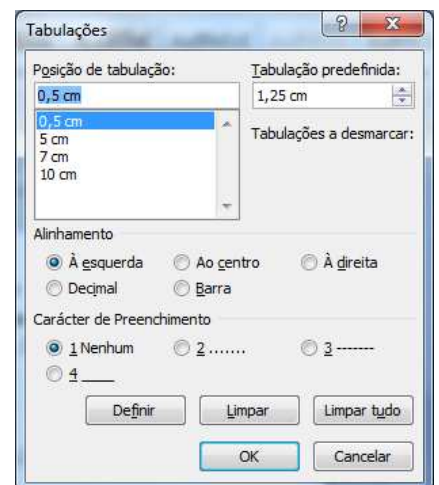 Tabulações
Posição de tabulação: Tabulação predefinida:
0,5 cm 1,25 cm
0,5 cm
5 cm
7 cm
10 cm
Tabulações a desmarcar:
Alinhamento
À esquerda Ao centro À direita
Decimal Barra
Carácter de Preenchimento
1 Nenhum 2 ....... 3 -------
4 ____
Definir Limpar Limpar tudo
OK Cancelar